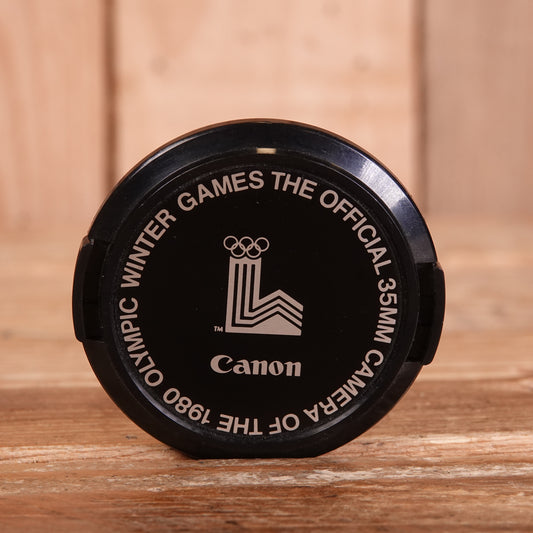 THE OFFICIAL 35MM CAMERA OF THE 1980 OLYMPIC WINTER GAMES
TM
Canon